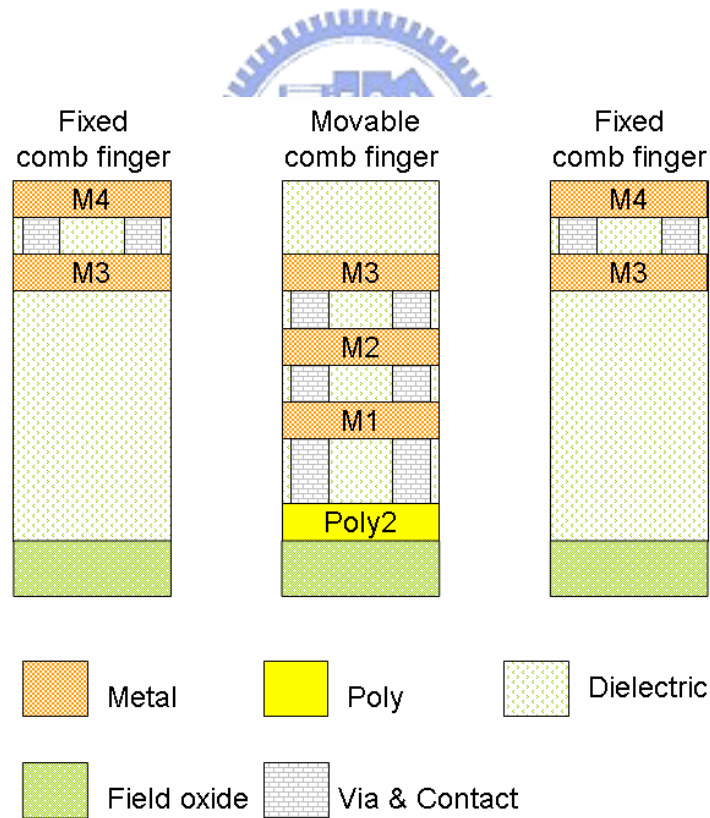 Fixed
comb finger
Movable
comb finger
Fixed
comb finger
M4
M3
M3
M2
M1
Poly2
M4
M3
Metal
Poly
Dielectric
Field oxide
Via & Contact